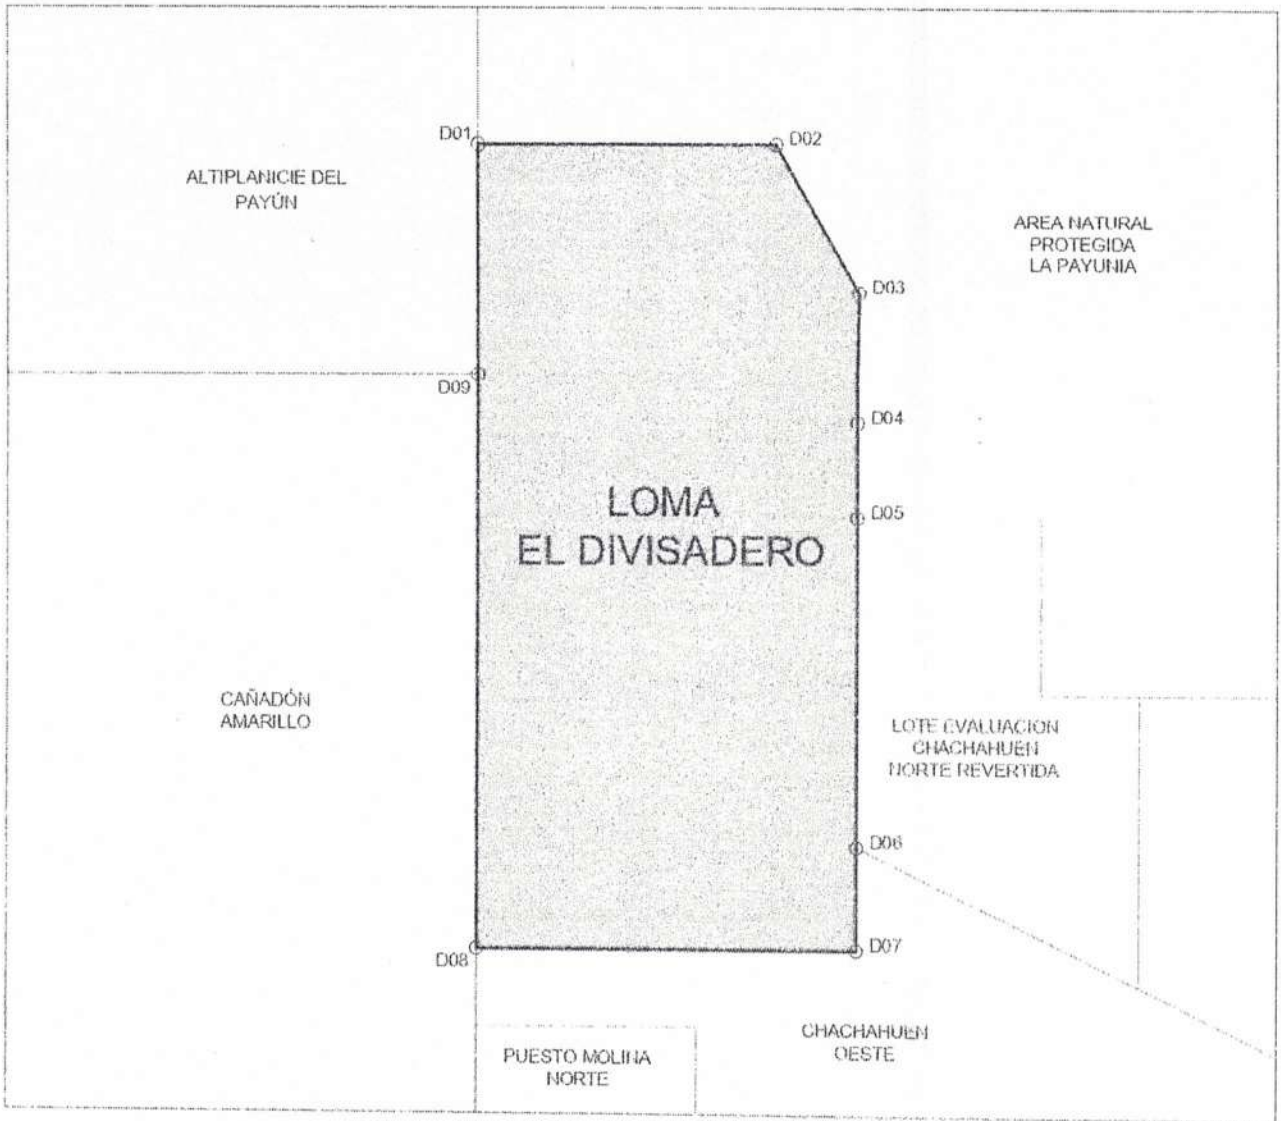 D01
D02
ALTIPLANICIE DEL
PAYÚN
AREA NATURAL
PROTEGIDA
LA PAYUNIA
D03
D09
D04
D05
LOMA
EL DIVISADERO
CAÑADÓN
AMARILLO
LOTE EVALUACION
CHACHAHUEN
NORTE REVERTIDA
D06
D07
D08
CHACHAHUEN
OESTE
PUESTO MOLINA
NORTE